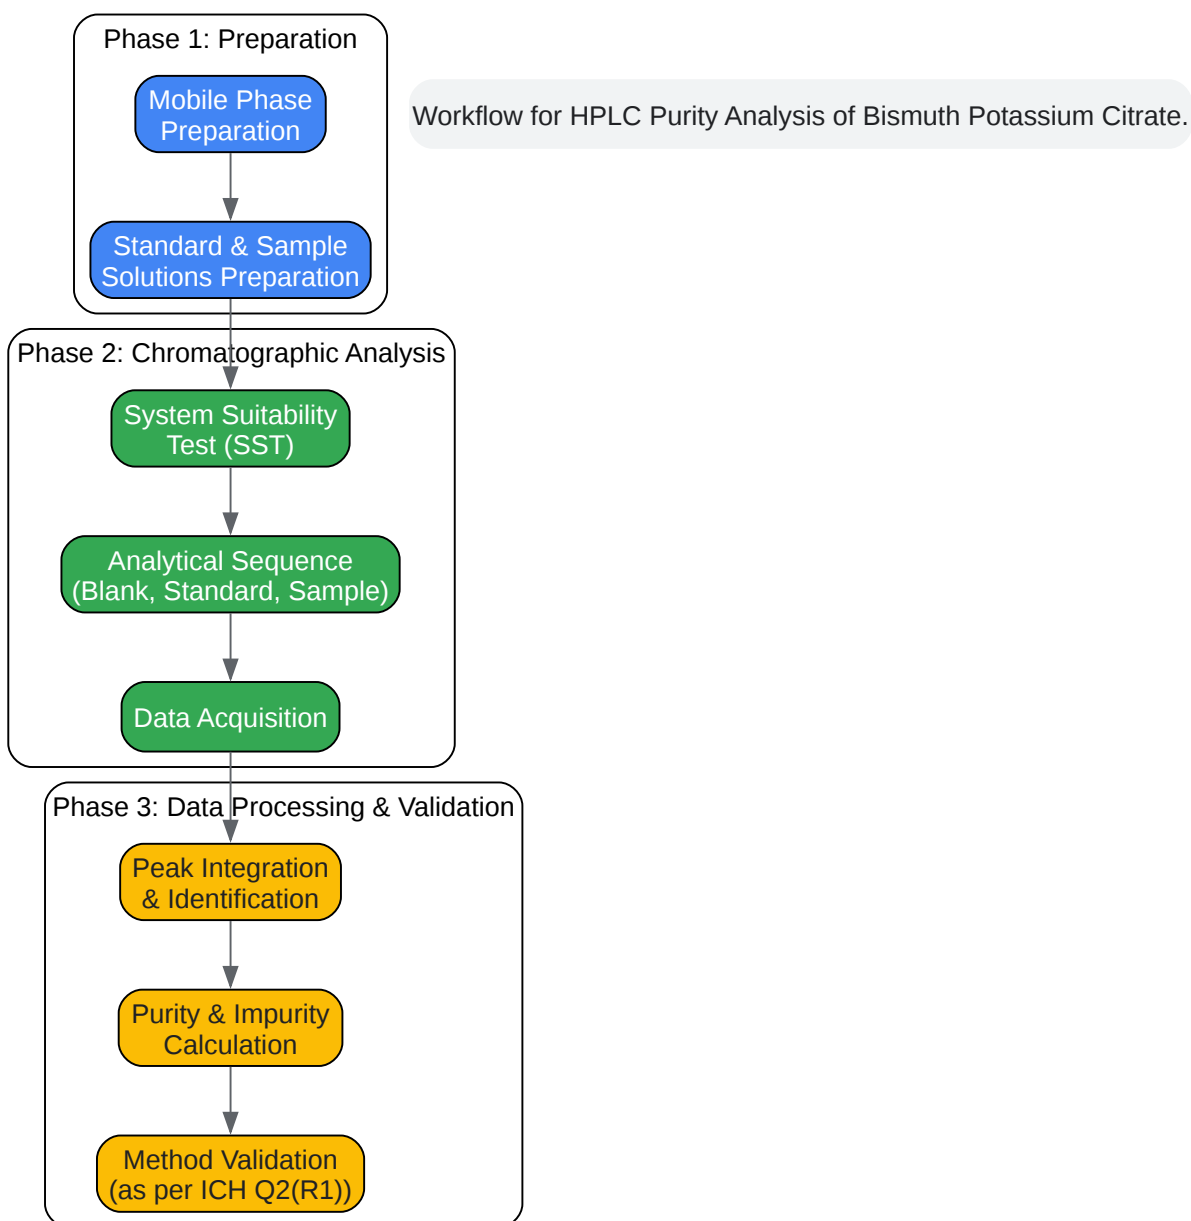 Phase 1: Preparation
Mobile Phase
Preparation
Workflow for HPLC Purity Analysis of Bismuth Potassium Citrate.
Standard & Sample
Solutions Preparation
Phase 2: Chromatographic Analysis
System Suitability
Test (SST)
Analytical Sequence
(Blank, Standard, Sample)
Data Acquisition
Phase 3: Data Processing & Validation
Peak Integration
& Identification
Purity & Impurity
Calculation
Method Validation
(as per ICH Q2(R1))